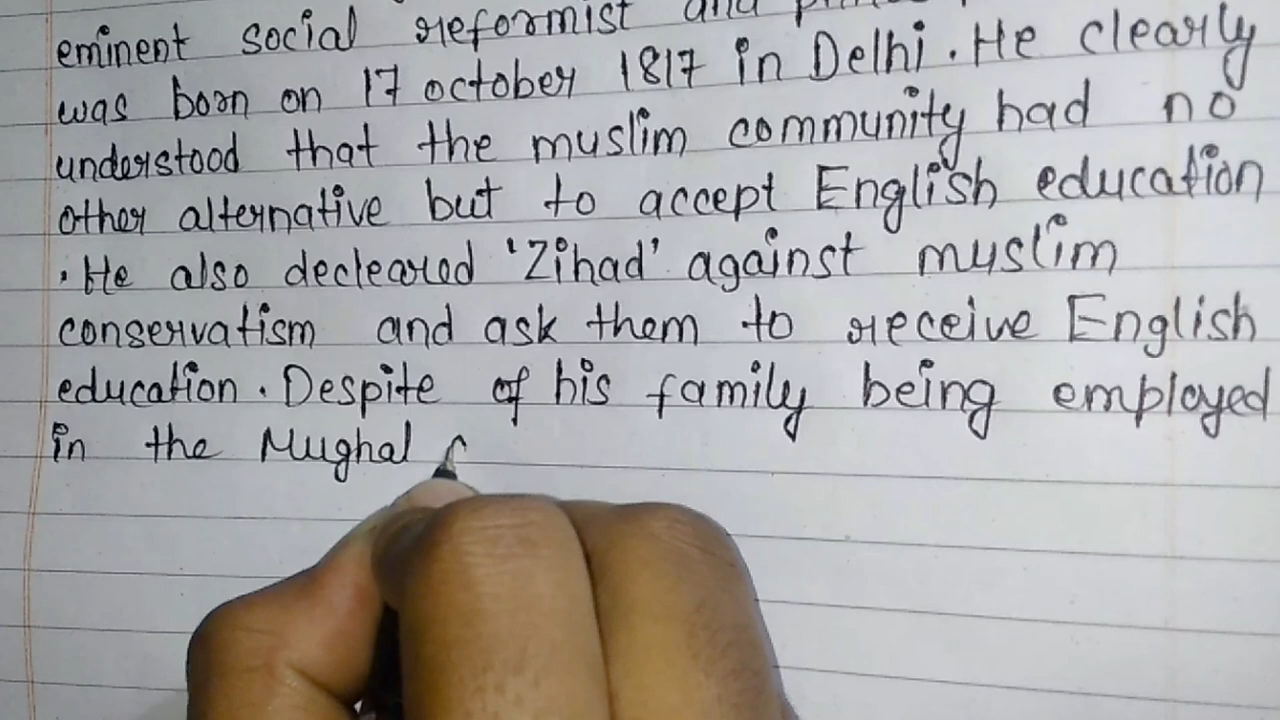 eminent social reformist and
was born on 17 october 1817 in Delhi. He clearly
understood that the muslim community had no
other alternative but to accept English education
. He also decleared 'Zihad' against muslim
conservatism and ask them to receive English
education. Despite of his family being employed
in the Mughal